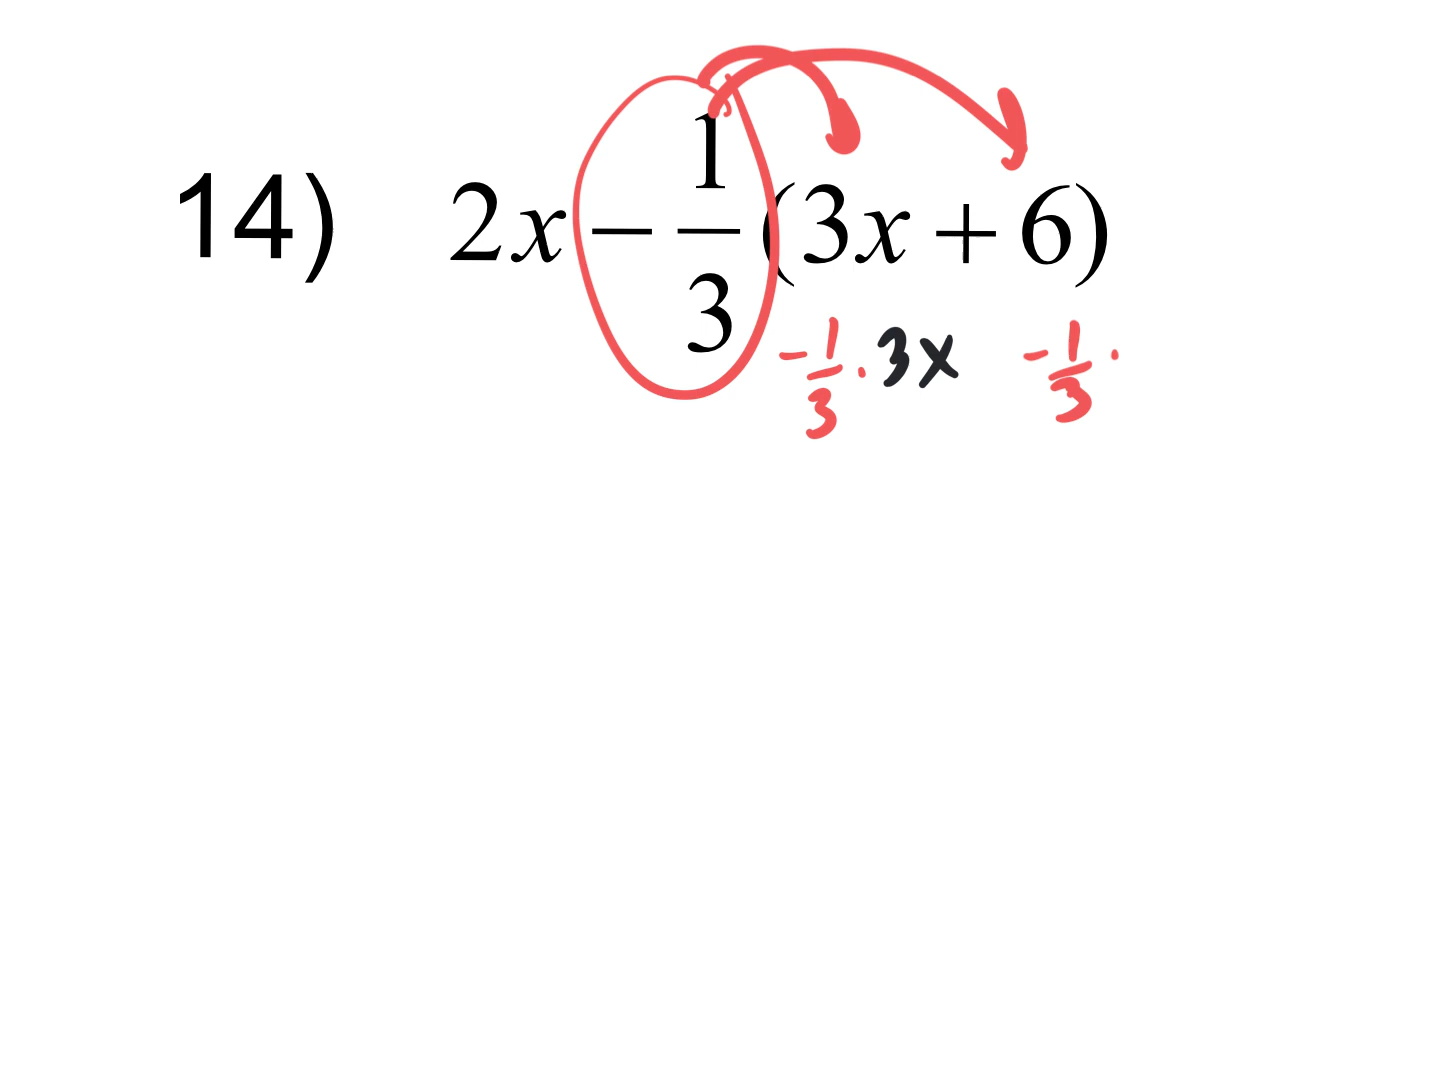 14) 2x − 1/3 (3x + 6)
−1/3 · 3x −1/3 ·